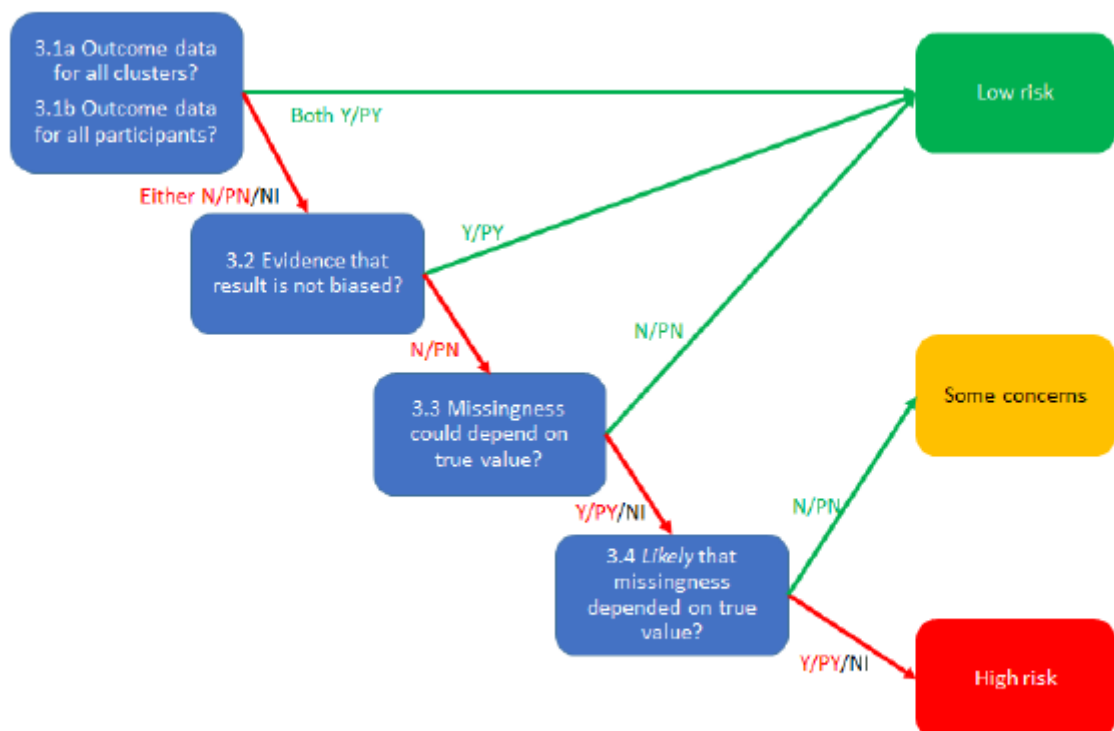 3.1a Outcome data
for all clusters?
3.1b Outcome data
for all participants?
Both Y/PY
Low risk
Either N/PN/NI
3.2 Evidence that
result is not biased?
Y/PY
N/PN
3.3 Missingness
could depend on
true value?
N/PN
Some concerns
Y/PY/NI
3.4 Likely that
missingness
depended on true
value?
N/PN
Y/PY/NI
High risk